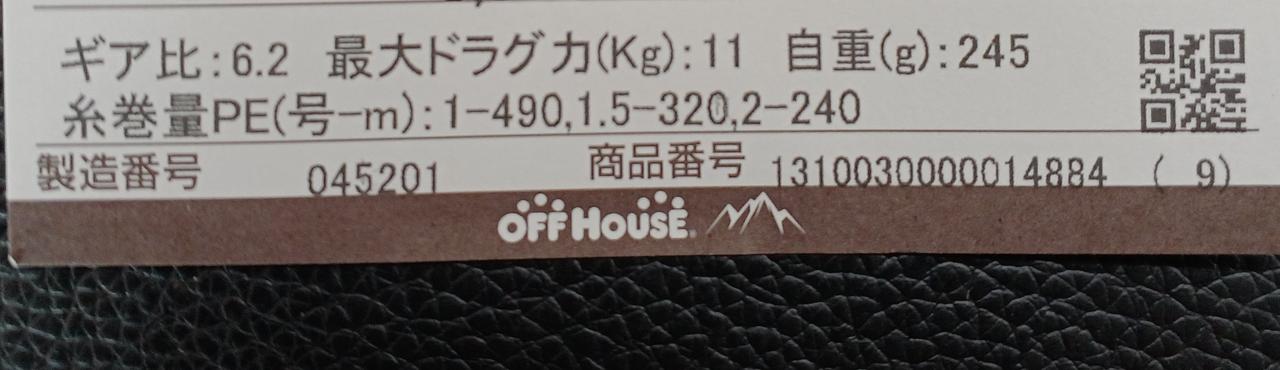 ギア比:6.2 最大ドラグ力(Kg):11 自重(g):245
糸巻量PE(号-m):1-490,1.5-320,2-240
製造番号 045201 商品番号 1310030000014884 ( 9)
OFF HOUSE